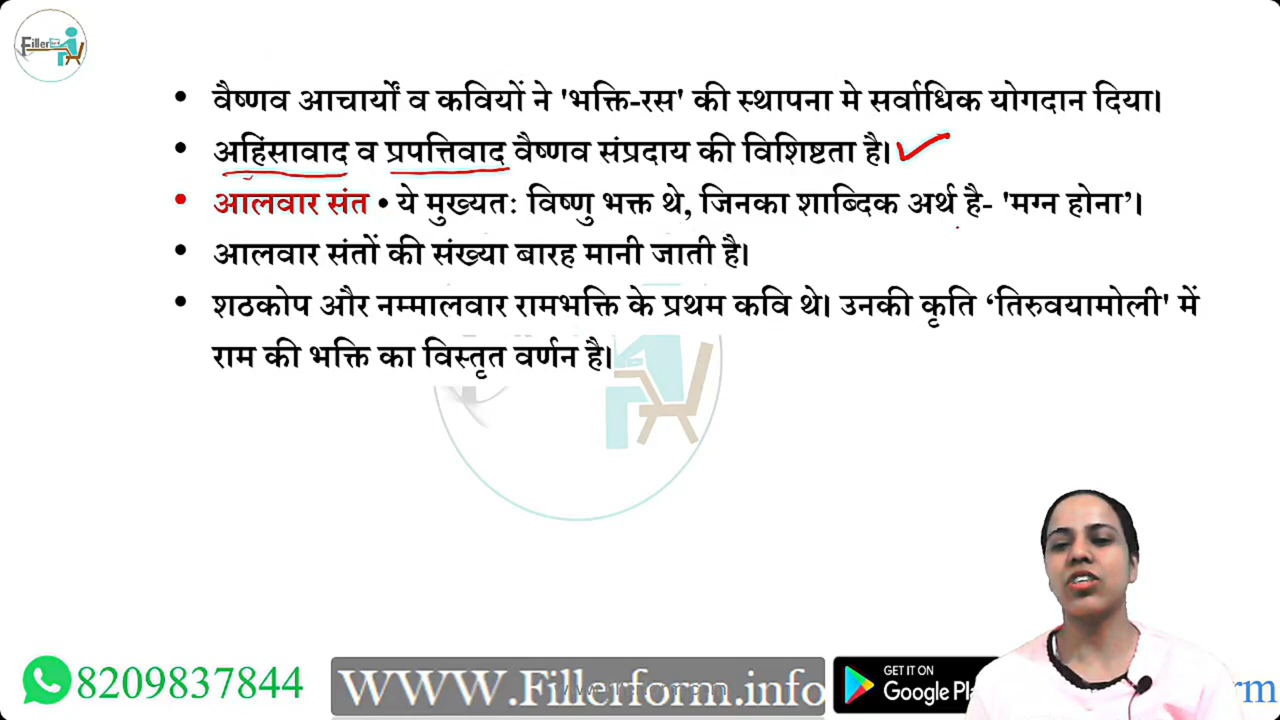 Filler
• वैष्णव आचार्यों व कवियों ने 'भक्ति-रस' की स्थापना मे सर्वाधिक योगदान दिया।
• अहिंसावाद व प्रपत्तिवाद वैष्णव संप्रदाय की विशिष्टता है।
• आलवार संत • ये मुख्यतः विष्णु भक्त थे, जिनका शाब्दिक अर्थ है- 'मग्न होना’।
• आलवार संतों की संख्या बारह मानी जाती है।
• शठकोप और नम्मालवार रामभक्ति के प्रथम कवि थे। उनकी कृति ‘तिरुवयामोली' में
राम की भक्ति का विस्तृत वर्णन है।
8209837844
WWW.Fillerform.info
GET IT ON
Google Pla
rm